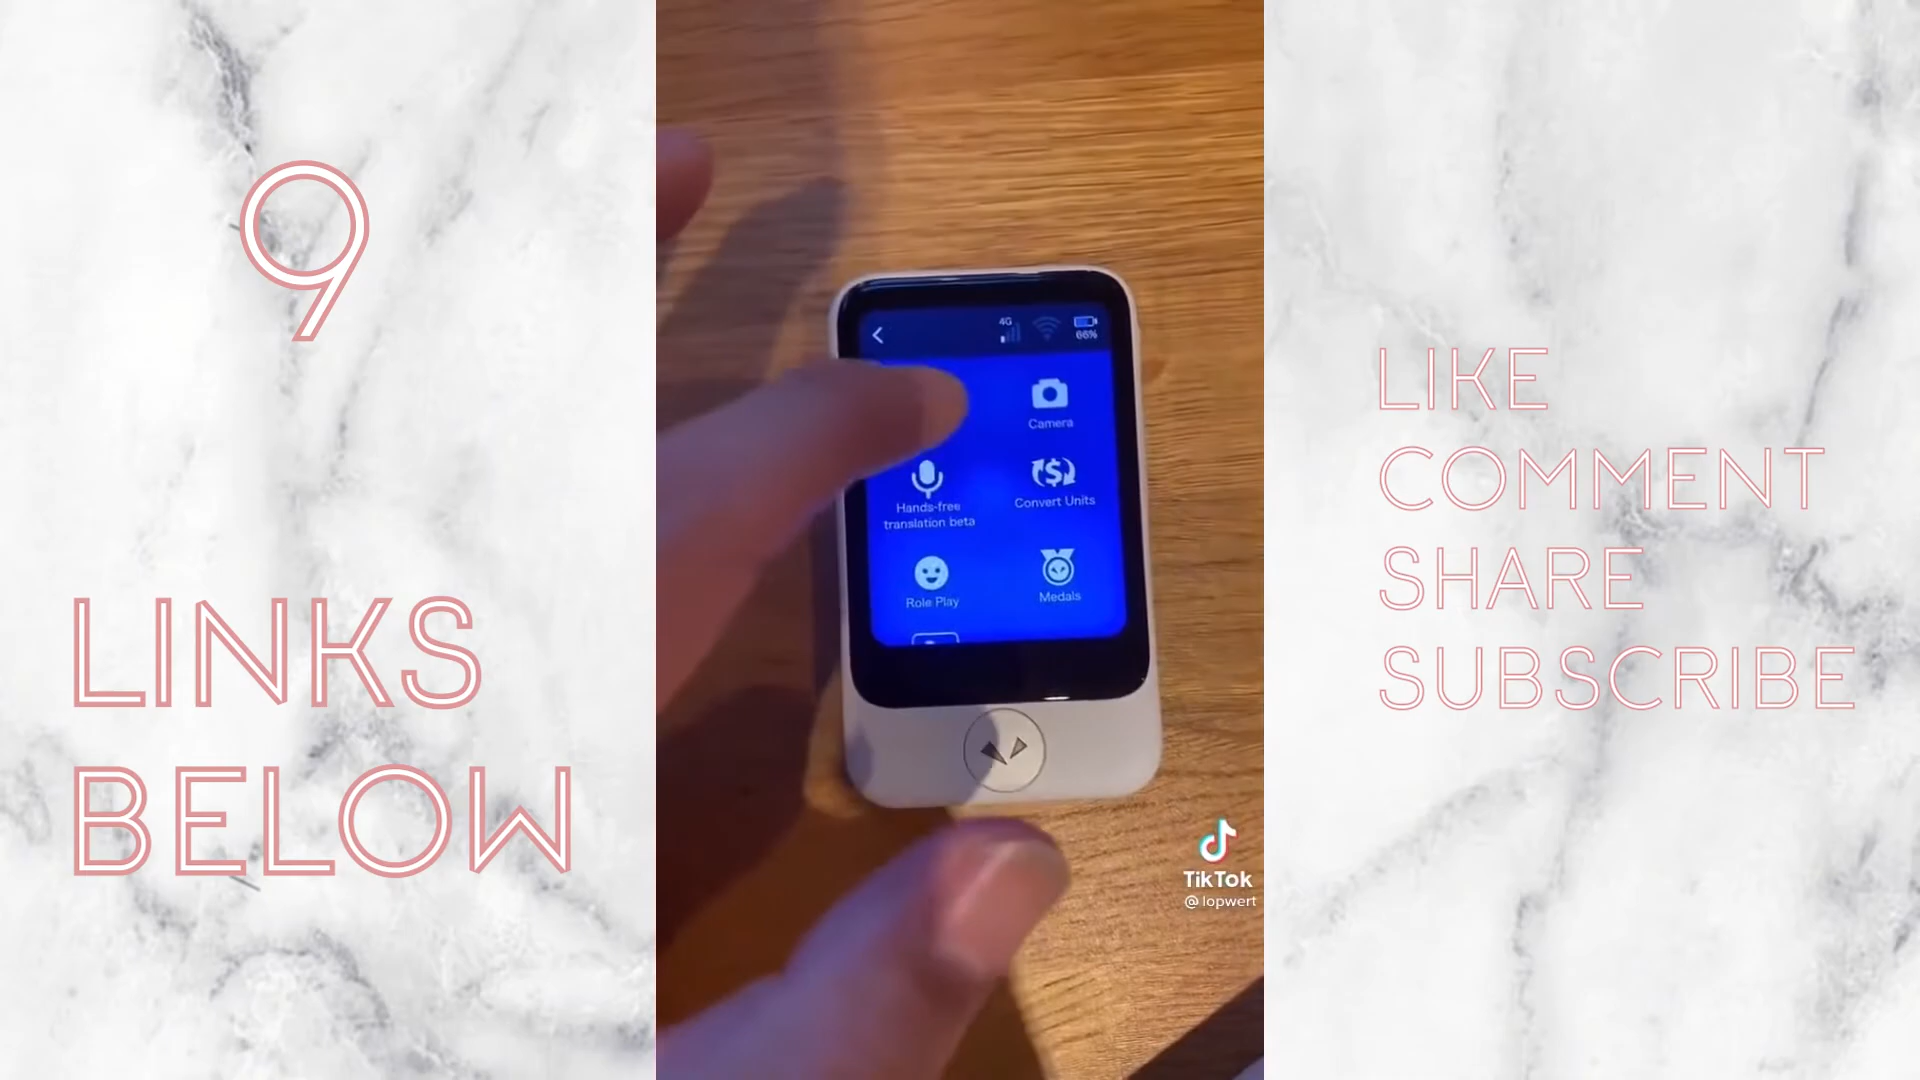 9
LINKS
BELOW
4G
66%
Camera
Hands-free
translation beta
Convert Units
Role Play
Medals
TikTok
@lopwert
LIKE
COMMENT
SHARE
SUBSCRIBE